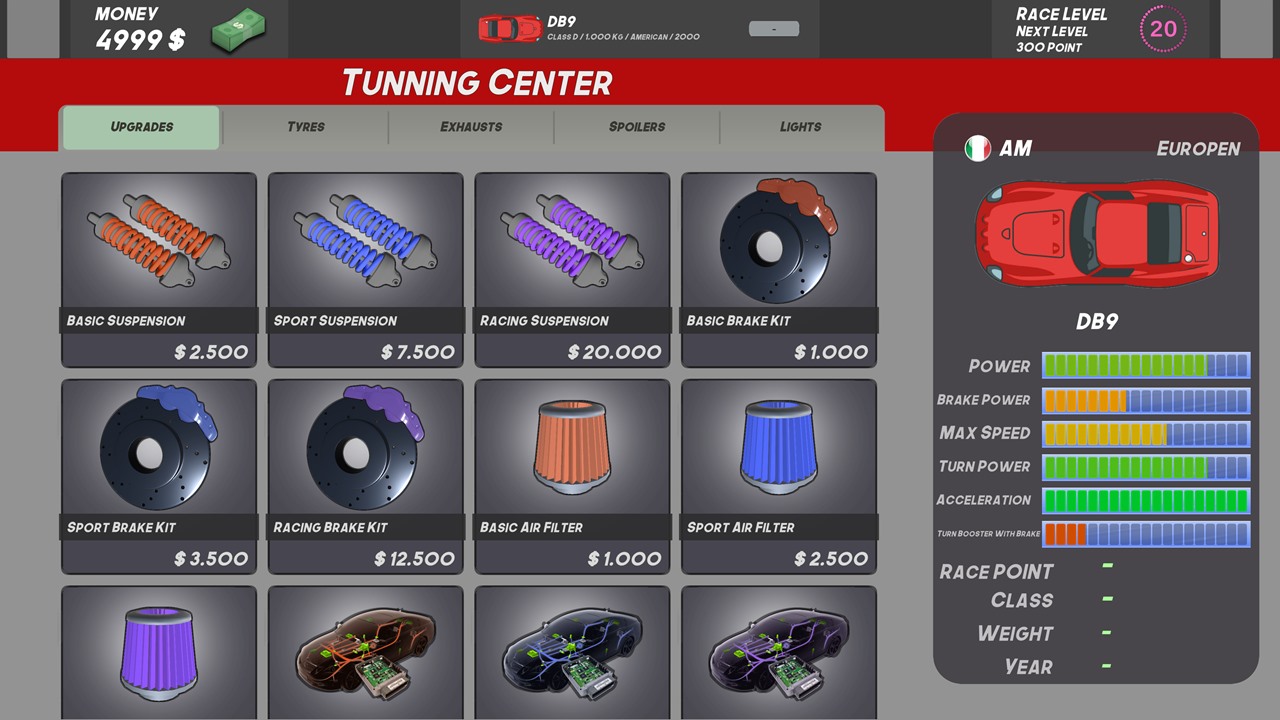 MONEY
4999 $
DB9
CLASS D / 1.000 KG / AMERICAN / 2000
-
RACE LEVEL
NEXT LEVEL
300 POINT
20
TUNNING CENTER
UPGRADES
TYRES
EXHAUSTS
SPOILERS
LIGHTS
BASIC SUSPENSION
$ 2.500
SPORT SUSPENSION
$ 7.500
RACING SUSPENSION
$ 20.000
BASIC BRAKE KIT
$ 1.000
SPORT BRAKE KIT
$ 3.500
RACING BRAKE KIT
$ 12.500
BASIC AIR FILTER
$ 1.000
SPORT AIR FILTER
$ 2.500
AM
EUROPEN
DB9
POWER
BRAKE POWER
MAX SPEED
TURN POWER
ACCELERATION
TURN BOOSTER WITH BRAKE
RACE POINT -
CLASS -
WEIGHT -
YEAR -